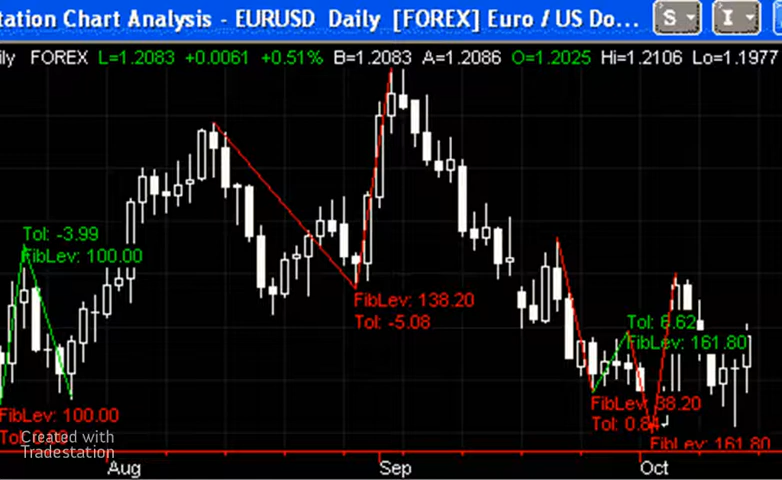 tation Chart Analysis - EURUSD Daily [FOREX] Euro / US Do...
S
I
ly FOREX L=1.2083 +0.0061 +0.51% B=1.2083 A=1.2086 O=1.2025 Hi=1.2106 Lo=1.1977
Tol: -3.99
FibLev: 100.00
FibLev: 138.20
Tol: -5.08
Tol: 6.62
FibLev: 161.80
FibLev: 38.20
Tol: 0.84
FibLev: 100.00
FibLev: 161.80
Created with
Tradestation
Aug Sep Oct